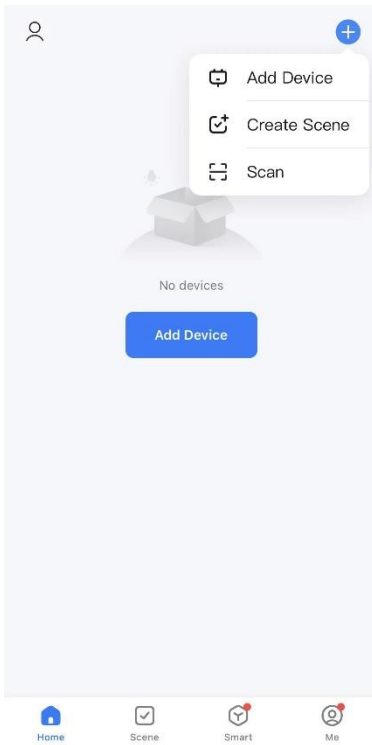 Add Device
Create Scene
Scan
No devices
Add Device
Home
Scene
Smart
Me